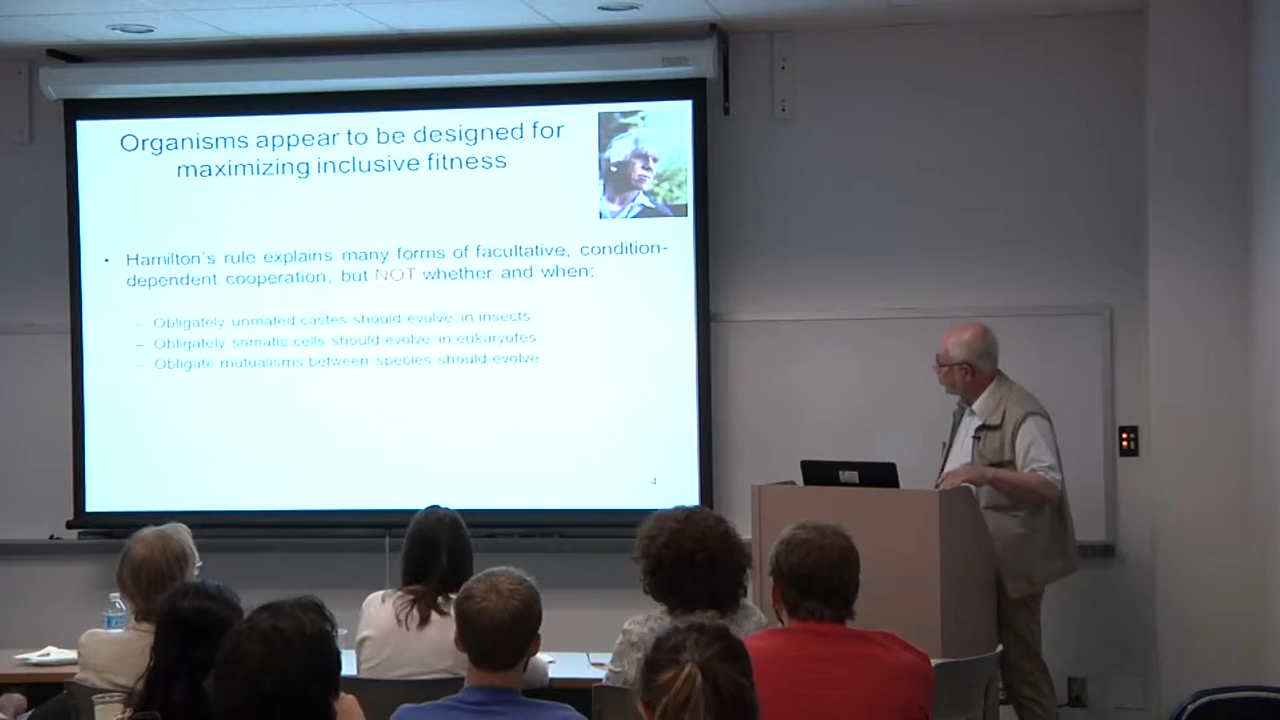 Organisms appear to be designed for
maximizing inclusive fitness
• Hamilton's rule explains many forms of facultative, condition-
dependent cooperation, but NOT whether and when:
– Obligately unmated castes should evolve in insects
– Obligately somatic cells should evolve in eukaryotes
– Obligate mutualisms between species should evolve
4